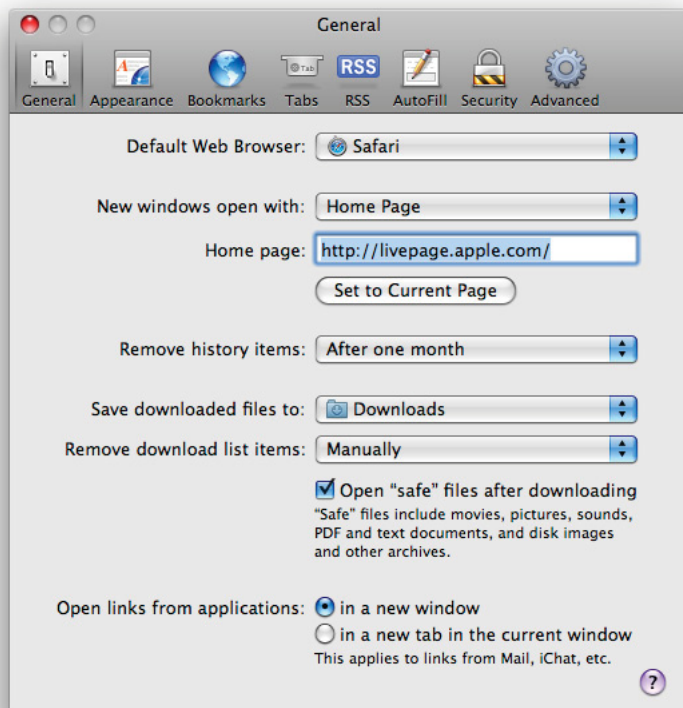 General
General Appearance Bookmarks Tabs RSS AutoFill Security Advanced
Tab
RSS
Default Web Browser: Safari
New windows open with: Home Page
Home page: http://livepage.apple.com/
Set to Current Page
Remove history items: After one month
Save downloaded files to: Downloads
Remove download list items: Manually
Open “safe” files after downloading
“Safe” files include movies, pictures, sounds,
PDF and text documents, and disk images
and other archives.
Open links from applications: in a new window
in a new tab in the current window
This applies to links from Mail, iChat, etc.
?